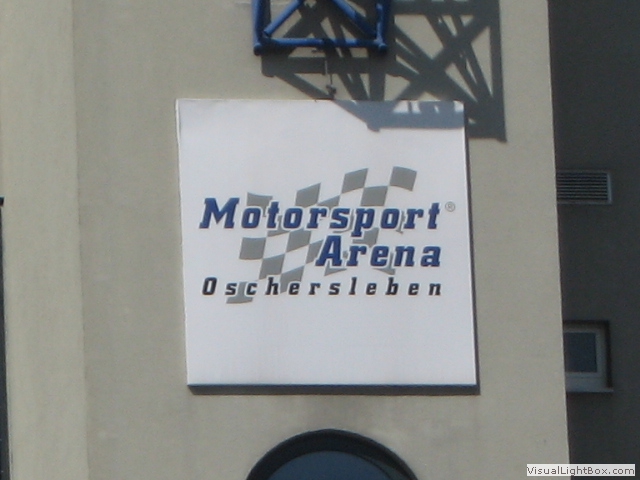 Motorsport®
Arena
Oschersleben
VisualLightBox.com